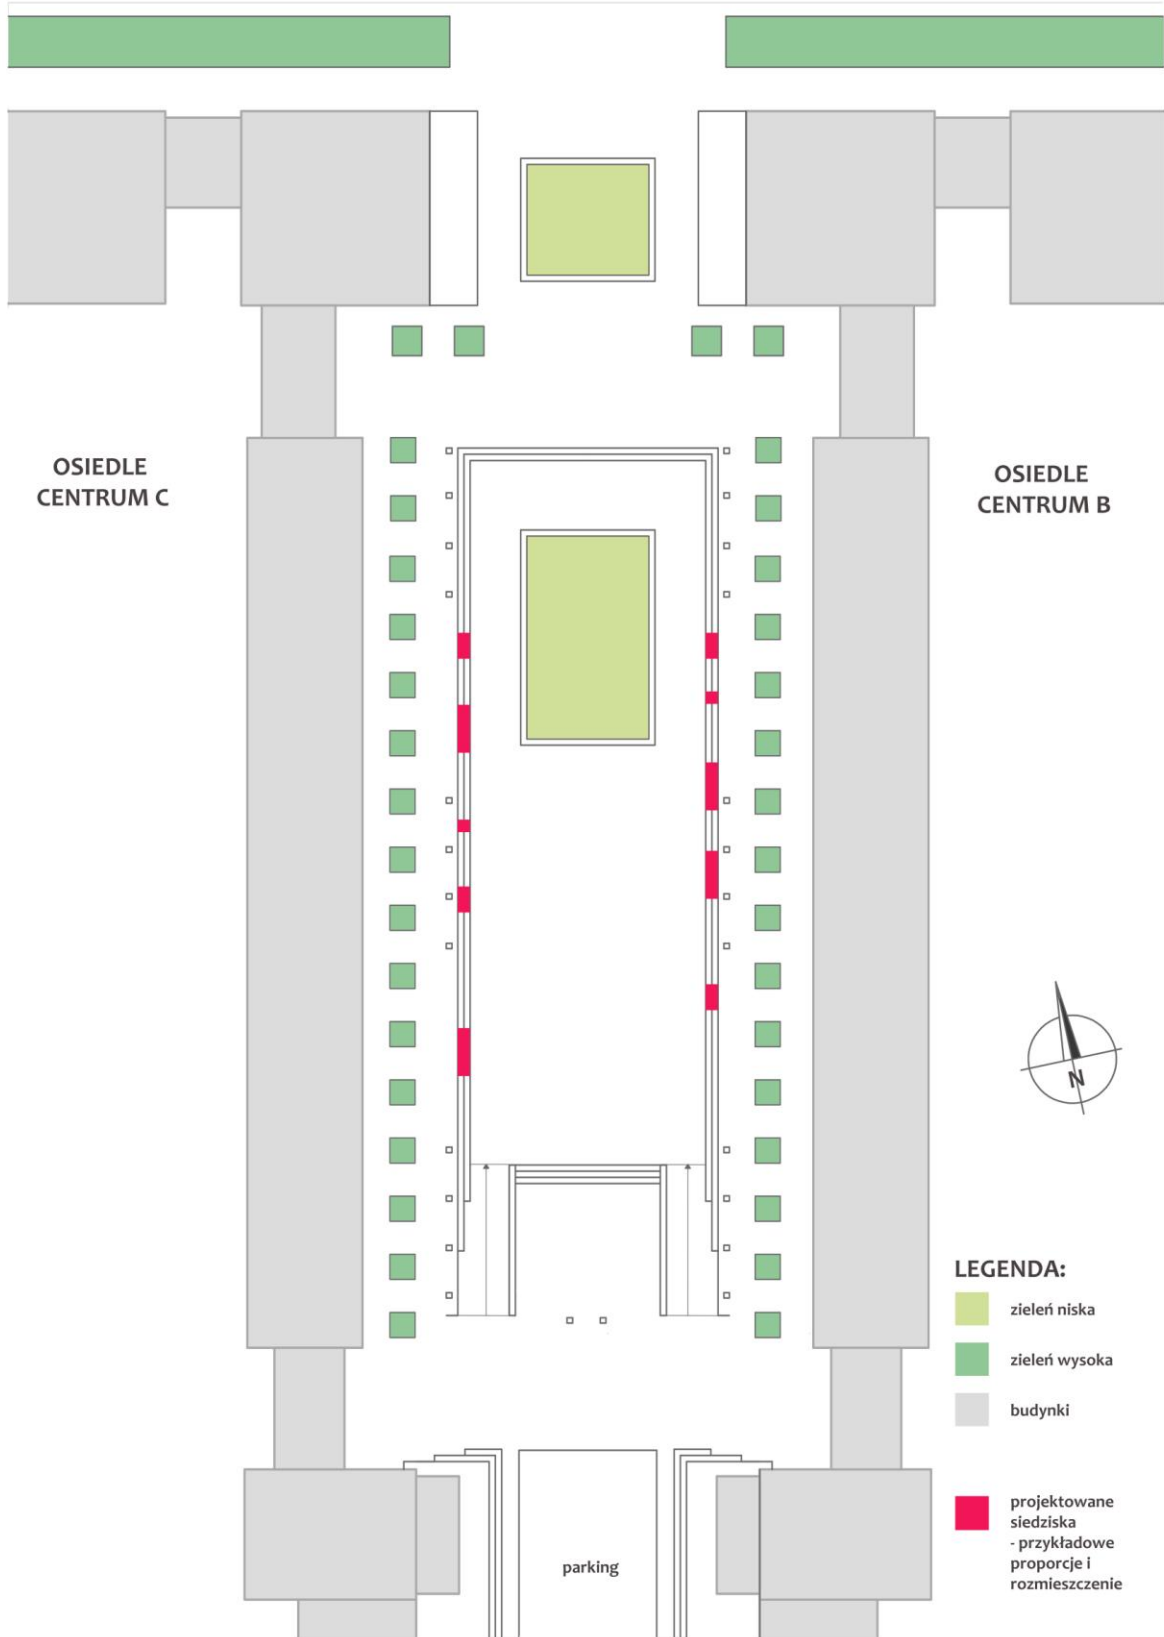 OSIEDLE
CENTRUM C
OSIEDLE
CENTRUM B
N
LEGENDA:
zieleń niska
zieleń wysoka
budynki
projektowane
siedziska
- przykładowe
proporcje i
rozmieszczenie
parking